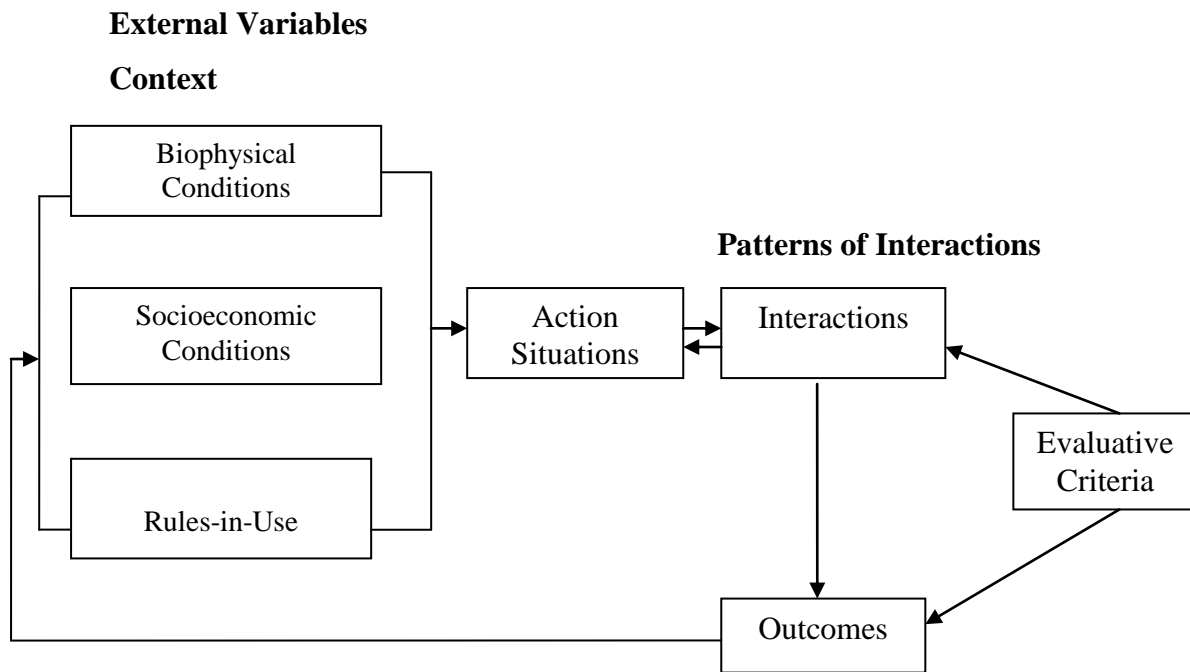 External Variables
Context
Biophysical
Conditions
Socioeconomic
Conditions
Rules-in-Use
Action
Situations
Patterns of Interactions
Interactions
Evaluative
Criteria
Outcomes